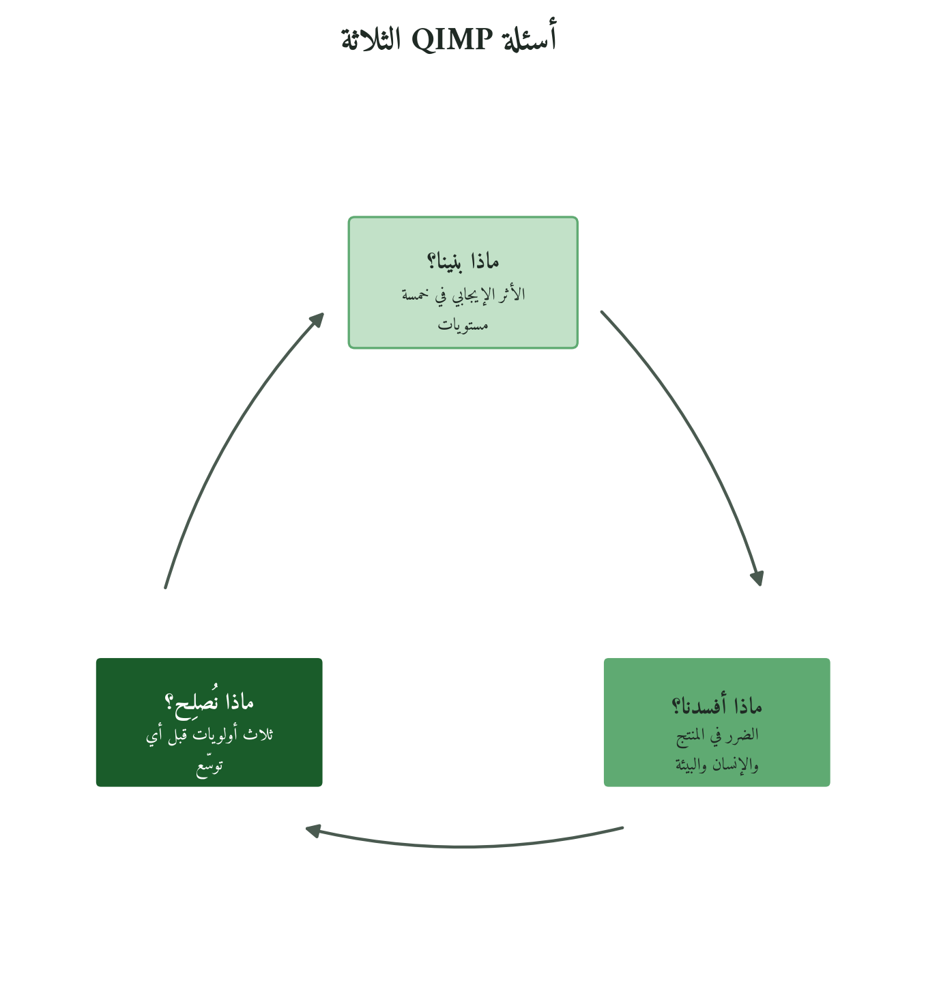 أسئلة QIMP الثلاثة
ماذا بنينا؟
الأثر الإيجابي في خمسة
مستويات
ماذا أفسدنا؟
الضرر في المنتج
والإنسان والبيئة
ماذا نُصلِح؟
ثلاث أولويات قبل أي
توسّع